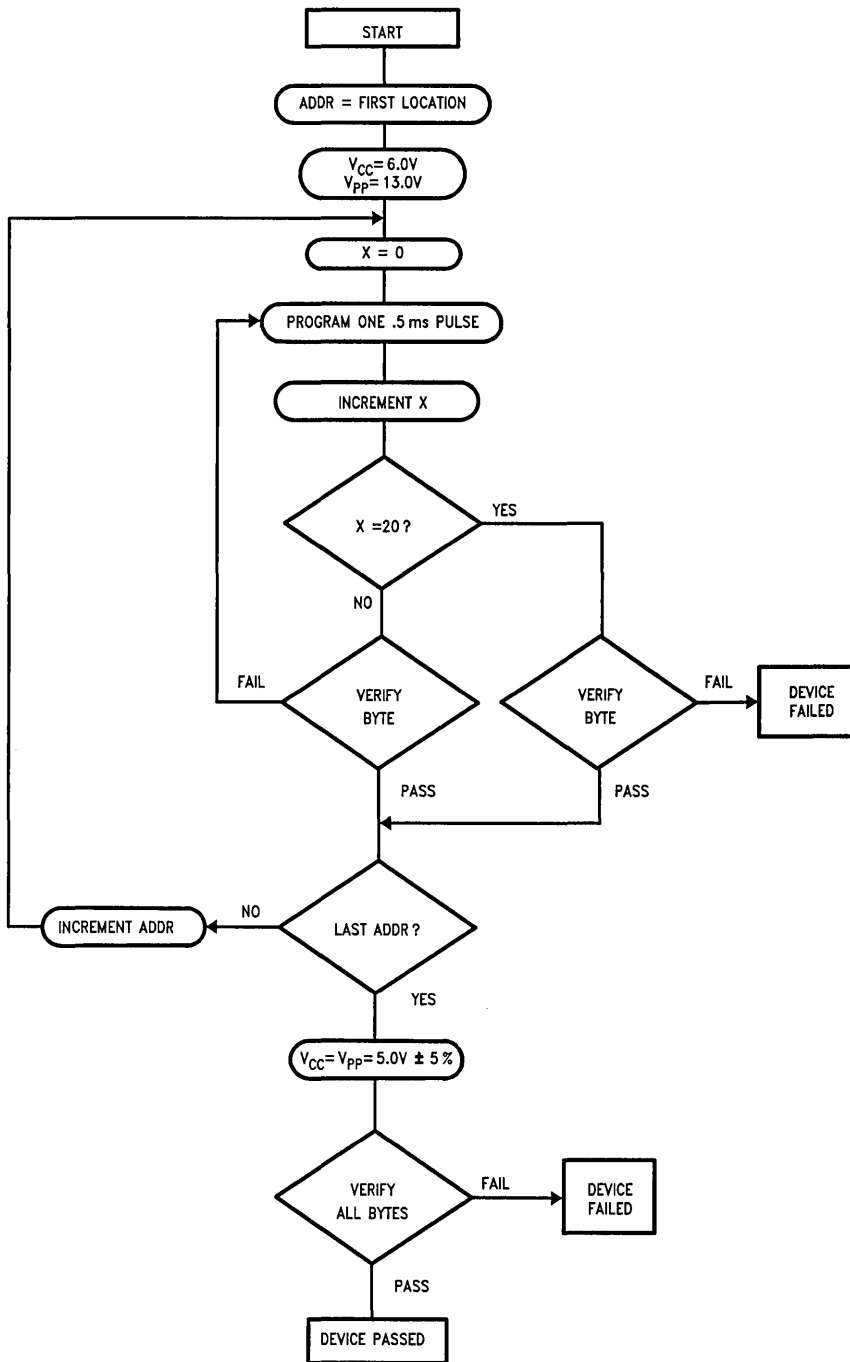 START
ADDR = FIRST LOCATION
VCC= 6.0V
VPP= 13.0V
X = 0
PROGRAM ONE .5 ms PULSE
INCREMENT X
X =20 ?
YES
NO
FAIL
VERIFY
BYTE
VERIFY
BYTE
FAIL
DEVICE
FAILED
PASS
PASS
INCREMENT ADDR
NO
LAST ADDR ?
YES
VCC= VPP= 5.0V ± 5 %
VERIFY
ALL BYTES
FAIL
DEVICE
FAILED
PASS
DEVICE PASSED